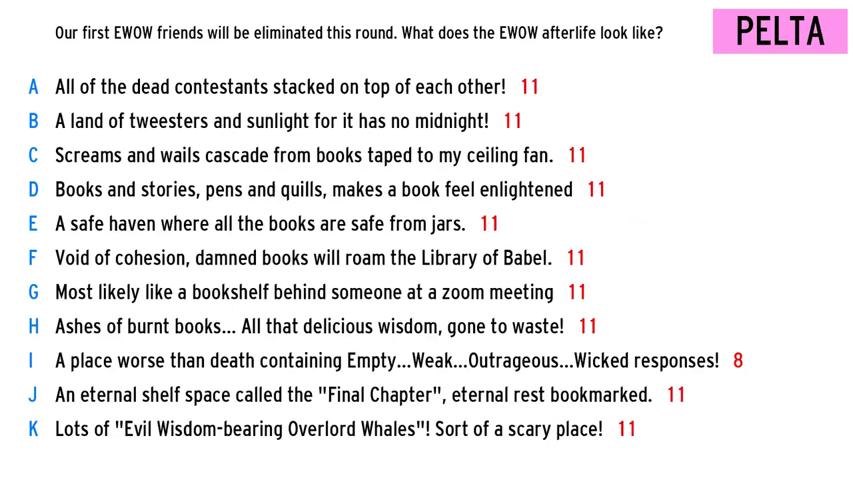 Our first EWOW friends will be eliminated this round. What does the EWOW afterlife look like?
PELTA
A All of the dead contestants stacked on top of each other! 11
B A land of tweesters and sunlight for it has no midnight! 11
C Screams and wails cascade from books taped to my ceiling fan. 11
D Books and stories, pens and quills, makes a book feel enlightened 11
E A safe haven where all the books are safe from jars. 11
F Void of cohesion, damned books will roam the Library of Babel. 11
G Most likely like a bookshelf behind someone at a zoom meeting 11
H Ashes of burnt books... All that delicious wisdom, gone to waste! 11
I A place worse than death containing Empty...Weak...Outrageous...Wicked responses! 8
J An eternal shelf space called the "Final Chapter", eternal rest bookmarked. 11
K Lots of "Evil Wisdom-bearing Overlord Whales"! Sort of a scary place! 11